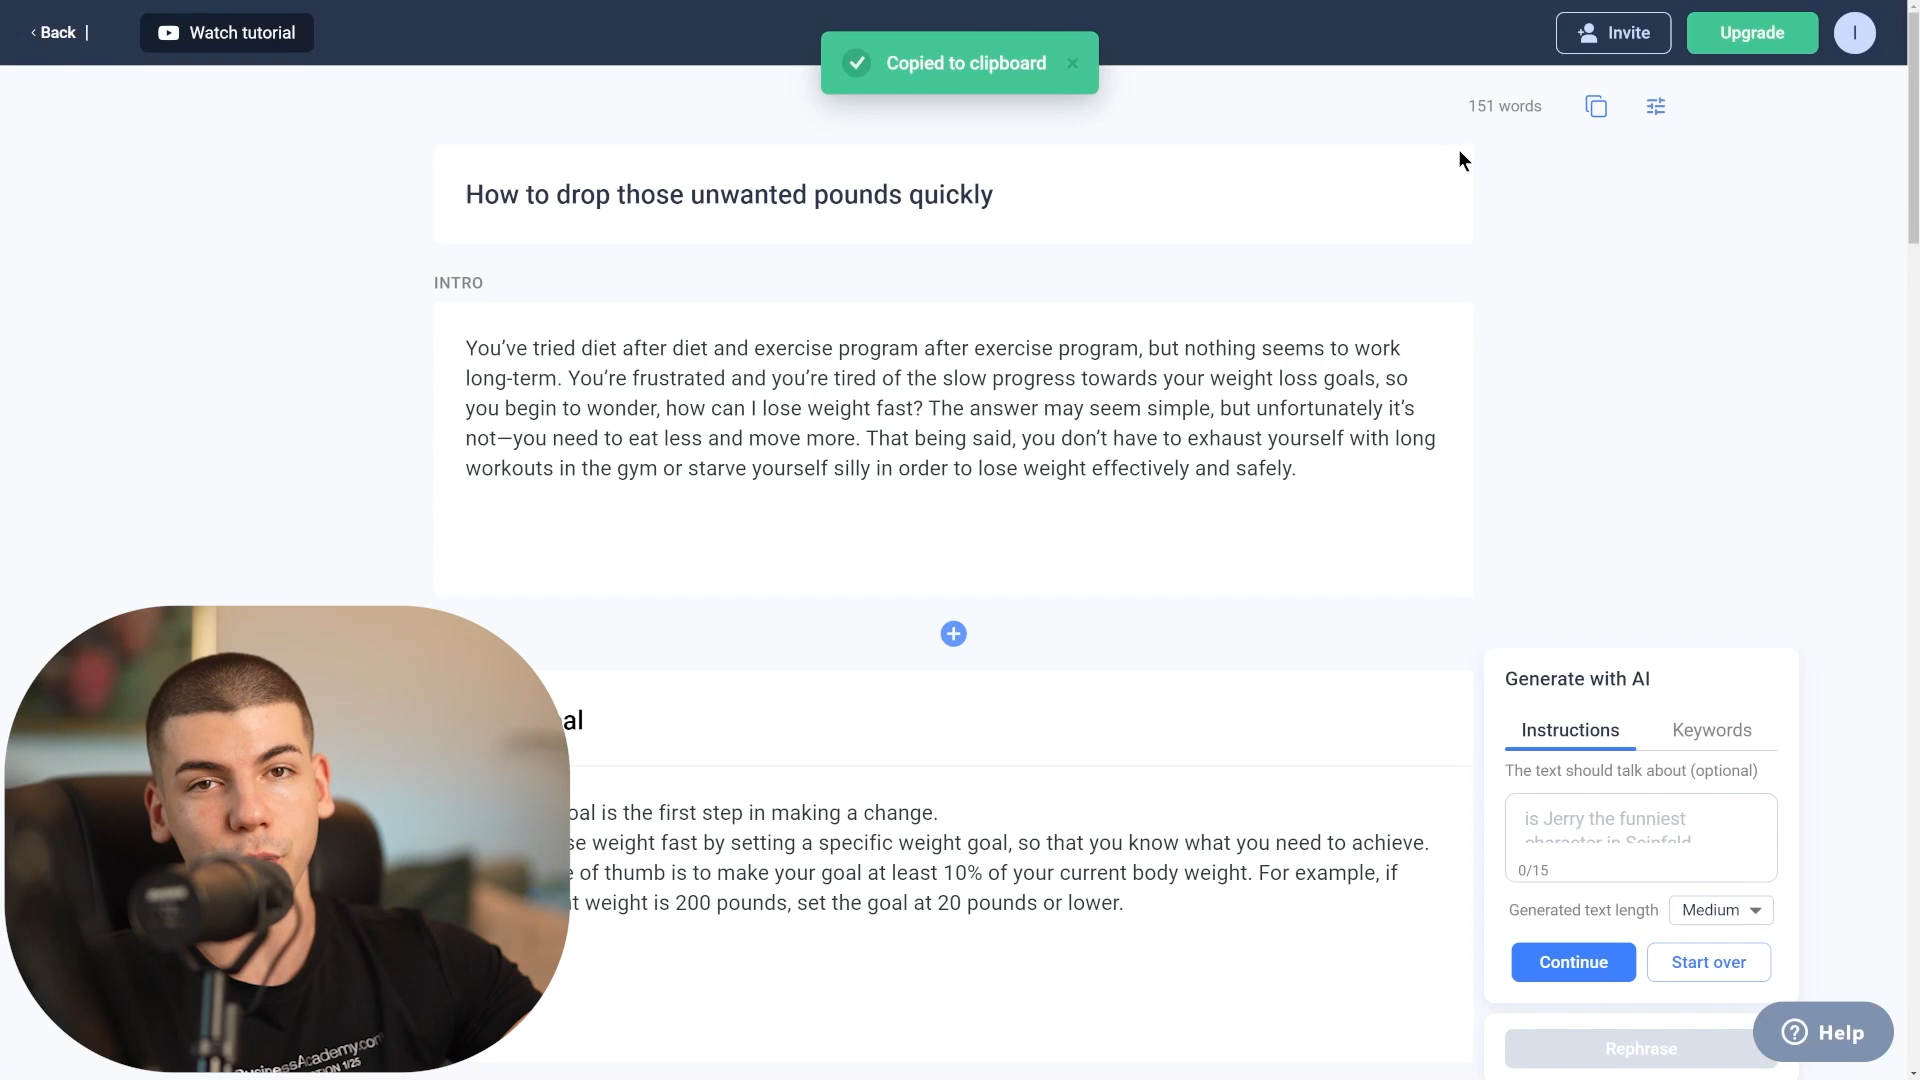 Back |
Watch tutorial
Copied to clipboard
Invite
Upgrade
I
151 words
How to drop those unwanted pounds quickly
INTRO
You’ve tried diet after diet and exercise program after exercise program, but nothing seems to work
long-term. You’re frustrated and you’re tired of the slow progress towards your weight loss goals, so
you begin to wonder, how can I lose weight fast? The answer may seem simple, but unfortunately it’s
not—you need to eat less and move more. That being said, you don’t have to exhaust yourself with long
workouts in the gym or starve yourself silly in order to lose weight effectively and safely.
al
oal is the first step in making a change.
se weight fast by setting a specific weight goal, so that you know what you need to achieve.
e of thumb is to make your goal at least 10% of your current body weight. For example, if
t weight is 200 pounds, set the goal at 20 pounds or lower.
Generate with AI
Instructions
Keywords
The text should talk about (optional)
is Jerry the funniest
character in Seinfeld
0/15
Generated text length
Medium
Continue
Start over
Rephrase
Help
BusinessAcademy.com
1/25